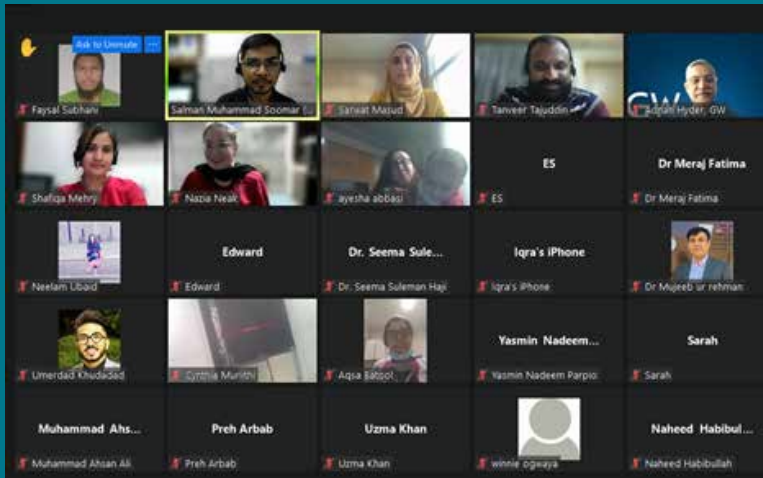 Ask to Unmute ...
Faysal Subhani
Salman Muhammad Soomar (...
Sarwat Masud
Tanveer Tajuddin
GW
Adnan Hyder, GW
Shafiqa Mehry
Nazia Neak
ayesha abbasi
ES
ES
Dr Meraj Fatima
Dr Meraj Fatima
Neelam Ubaid
Edward
Edward
Dr. Seema Sule...
Dr. Seema Suleman Haji
Iqra's iPhone
Iqra's iPhone
Dr Mujeeb ur rehman
Umerdad Khudadad
Cynthia Muriithi
Aqsa Batool
Yasmin Nadeem...
Yasmin Nadeem Parpio
Sarah
Sarah
Muhammad Ahs...
Muhammad Ahsan Ali
Preh Arbab
Preh Arbab
Uzma Khan
Uzma Khan
winnie ogwaya
Naheed Habibul...
Naheed Habibullah